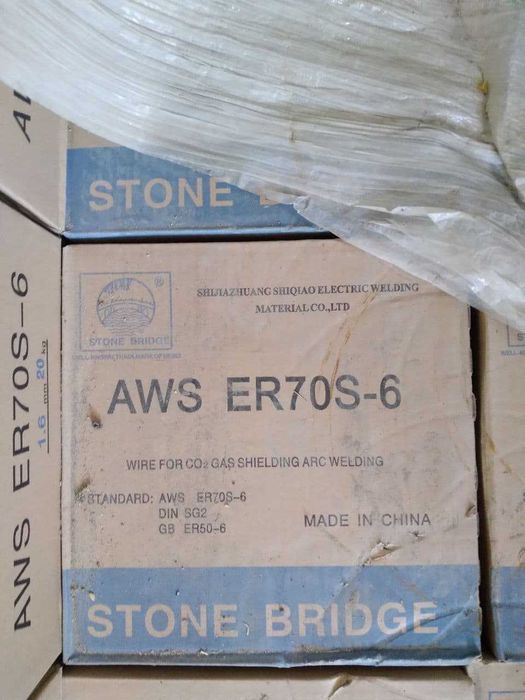 STONE
STONE BRIDGE
®
SHIJIAZHUANG SHIQIAO ELECTRIC WELDING
MATERIAL CO.,LTD
AWS ER70S-6
WIRE FOR CO₂ GAS SHIELDING ARC WELDING
STANDARD: AWS ER70S-6
DIN SG2
GB ER50-6
MADE IN CHINA
STONE BRIDGE
AWS ER70S-6
1.6 mm 20 kg